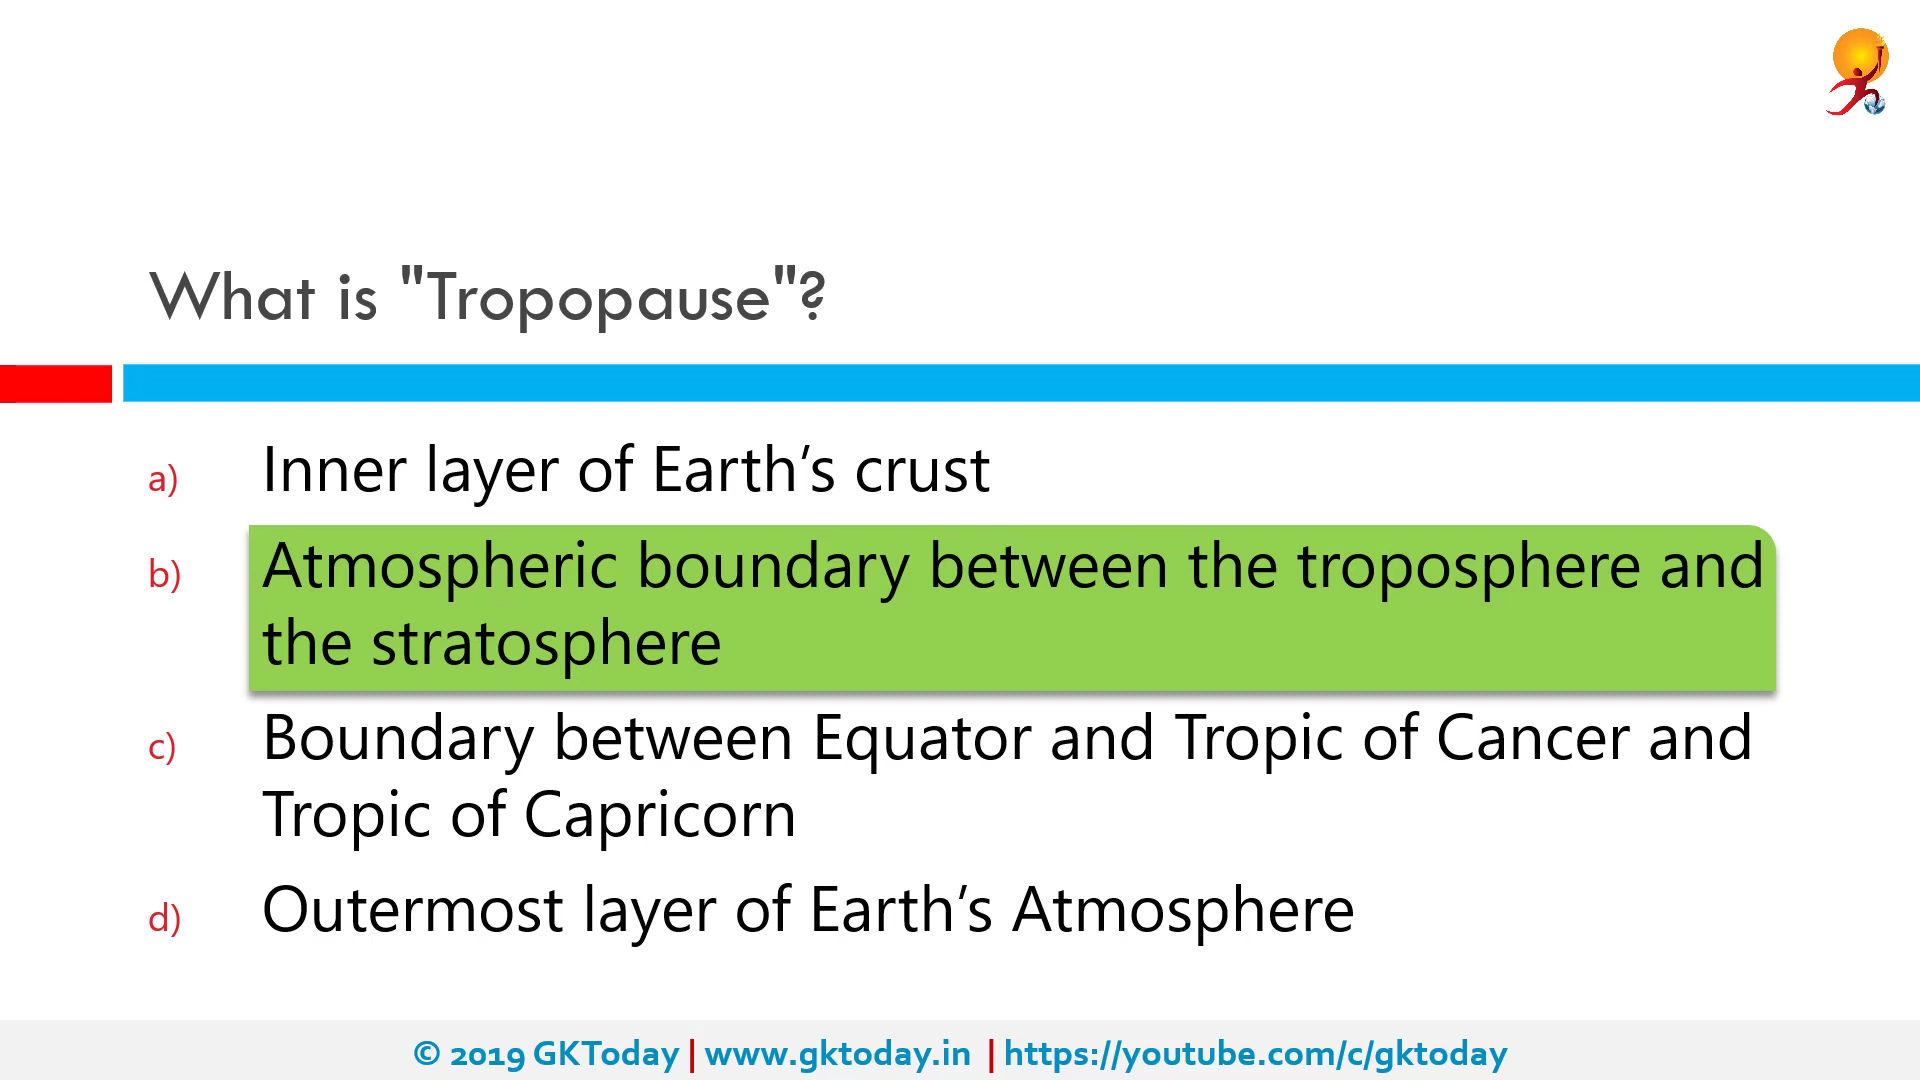 What is "Tropopause"?
a) Inner layer of Earth’s crust
b) Atmospheric boundary between the troposphere and
the stratosphere
c) Boundary between Equator and Tropic of Cancer and
Tropic of Capricorn
d) Outermost layer of Earth’s Atmosphere
© 2019 GKToday | www.gktoday.in | https://youtube.com/c/gktoday